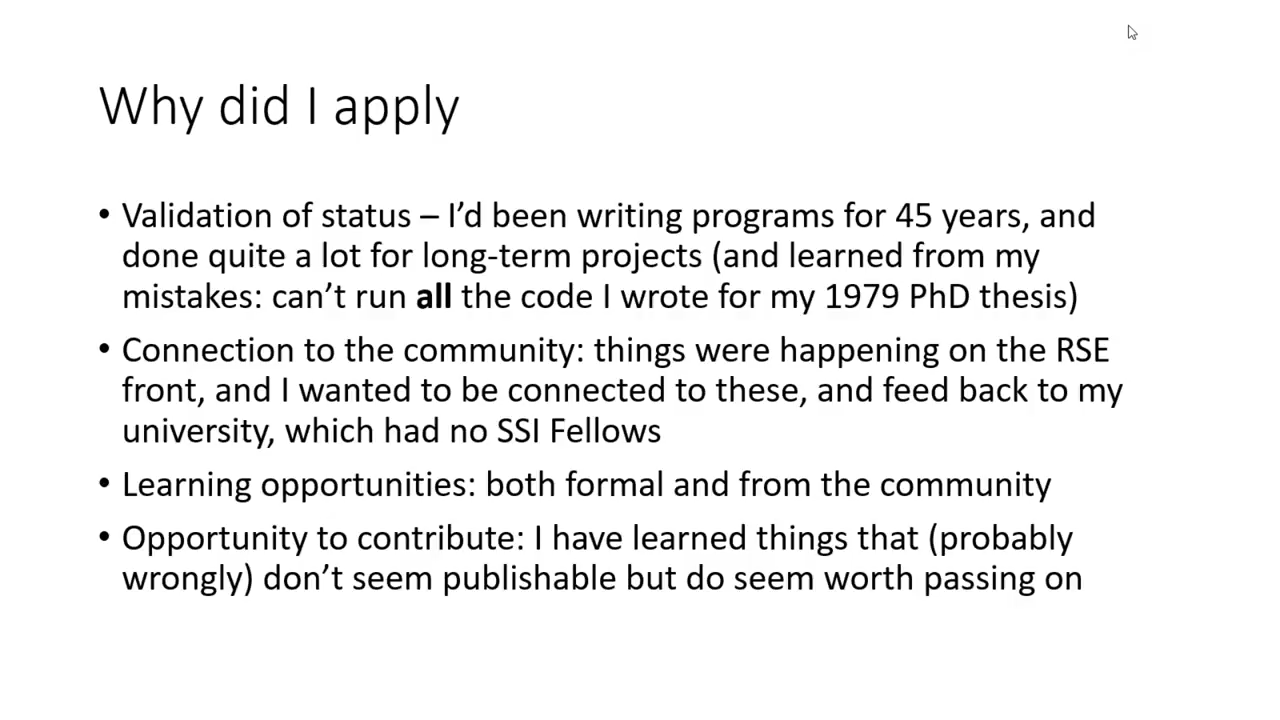 Why did I apply
• Validation of status – I’d been writing programs for 45 years, and
done quite a lot for long-term projects (and learned from my
mistakes: can’t run all the code I wrote for my 1979 PhD thesis)
• Connection to the community: things were happening on the RSE
front, and I wanted to be connected to these, and feed back to my
university, which had no SSI Fellows
• Learning opportunities: both formal and from the community
• Opportunity to contribute: I have learned things that (probably
wrongly) don’t seem publishable but do seem worth passing on